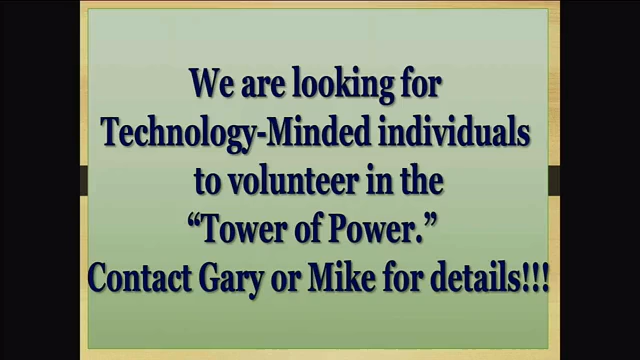 We are looking for
Technology-Minded individuals
to volunteer in the
“Tower of Power.”
Contact Gary or Mike for details!!!